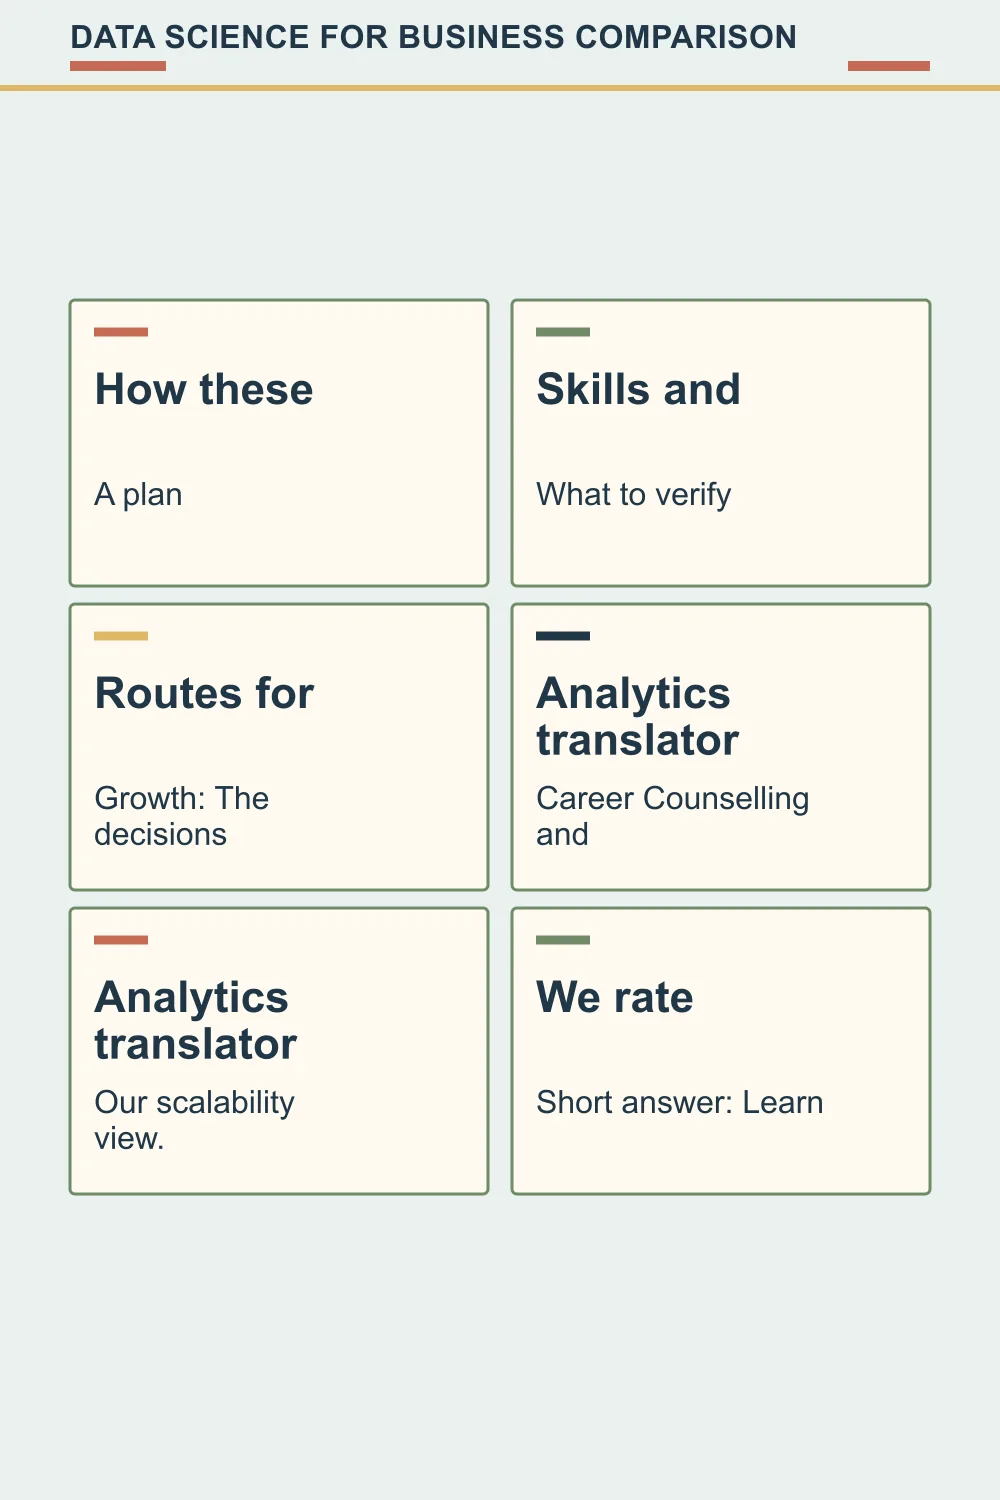 DATA SCIENCE FOR BUSINESS COMPARISON
How these
A plan
Skills and
What to verify
Routes for
Growth: The
decisions
Analytics
translator
Career Counselling
and
Analytics
translator
Our scalability
view.
We rate
Short answer: Learn